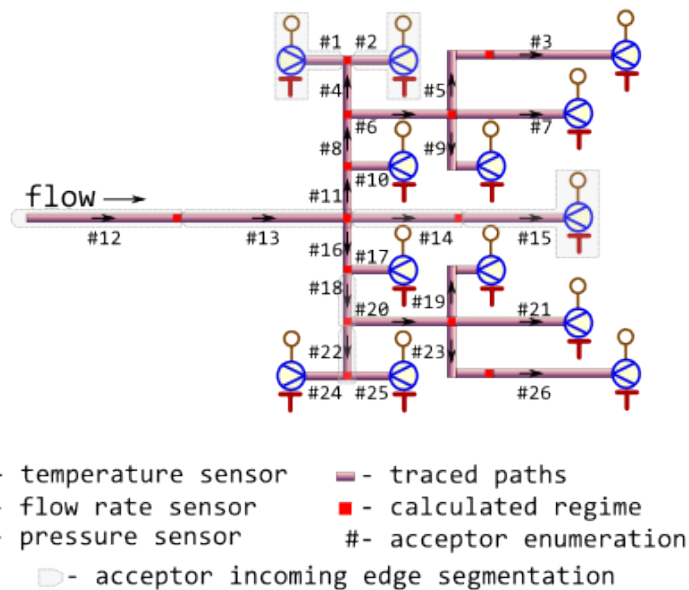 #1 #2 #3
#4 #5
#6 #7
#8 #9
#10
#11
flow
#12 #13 #14 #15
#16 #17
#18 #19
#20 #21
#22 #23
#24 #25 #26
- temperature sensor
- traced paths
- flow rate sensor
- calculated regime
- pressure sensor
#- acceptor enumeration
- acceptor incoming edge segmentation